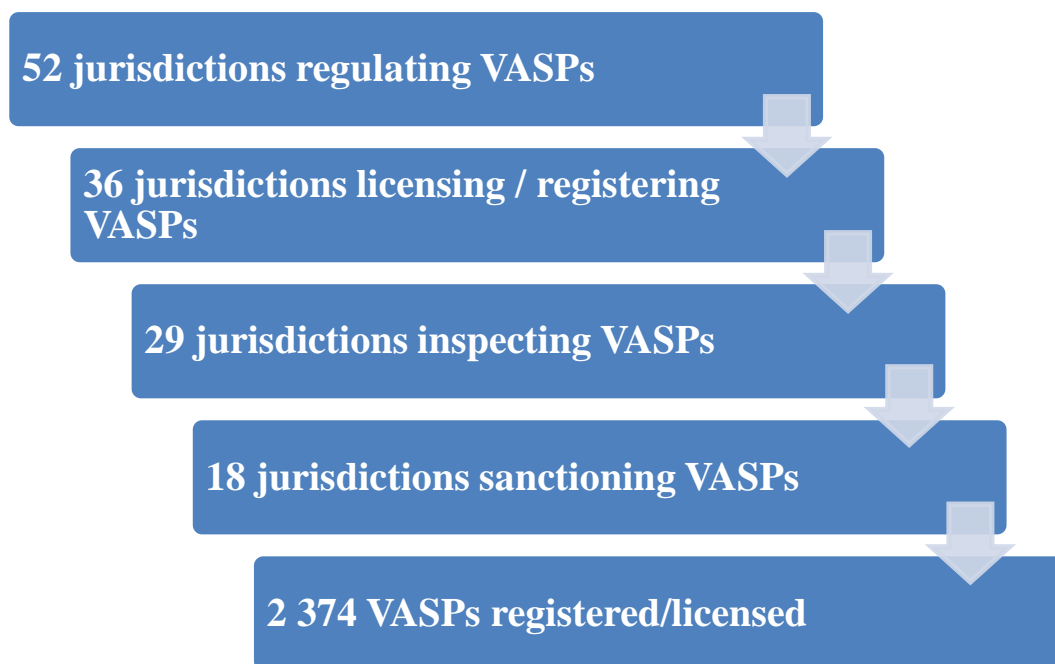 52 jurisdictions regulating VASPs
36 jurisdictions licensing / registering
VASPs
29 jurisdictions inspecting VASPs
18 jurisdictions sanctioning VASPs
2 374 VASPs registered/licensed